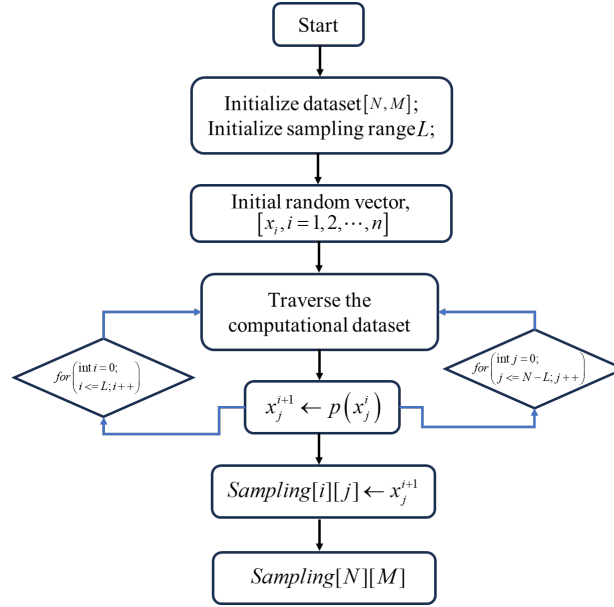 Start
Initialize dataset[N, M];
Initialize sampling range L;
Initial random vector,
[x_i, i = 1, 2, ⋯, n]
Traverse the
computational dataset
for(int i = 0;
i <= L; i++)
for(int j = 0;
j <= N − L; j++)
x_j^{i+1} ← p(x_j^i)
Sampling[i][j] ← x_j^{i+1}
Sampling[N][M]